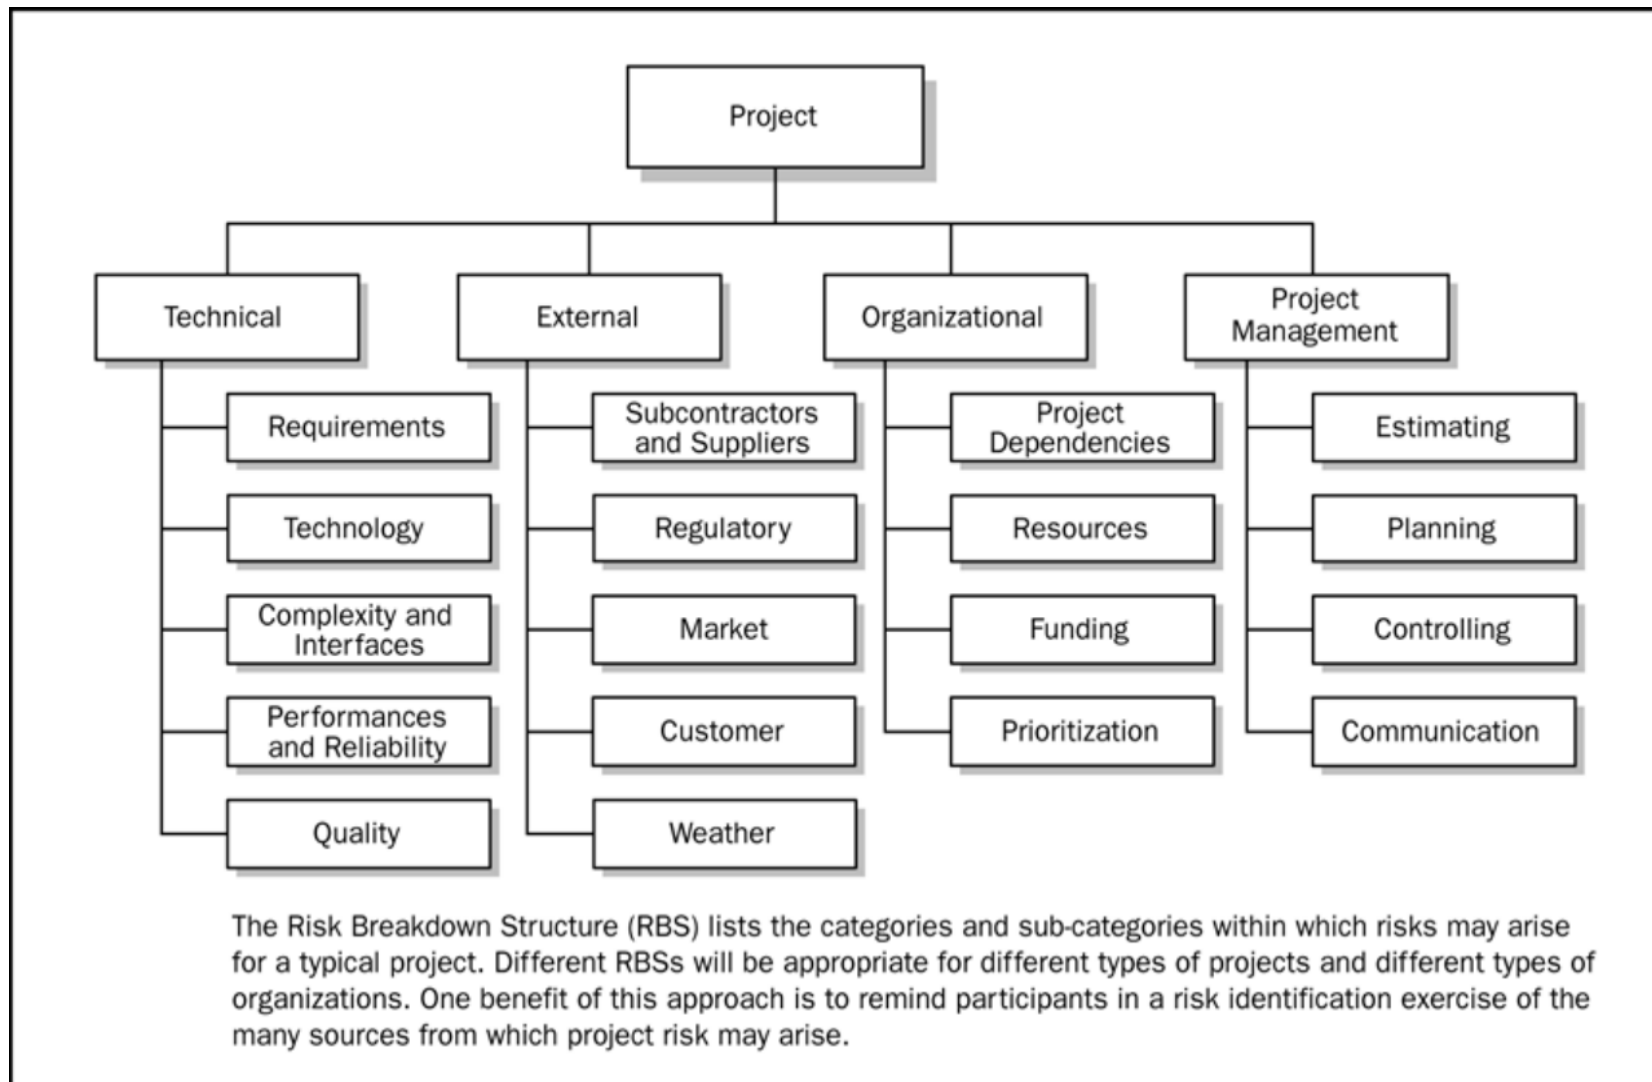 Project
Technical
External
Organizational
Project
Management
Requirements
Technology
Complexity and
Interfaces
Performances
and Reliability
Quality
Subcontractors
and Suppliers
Regulatory
Market
Customer
Weather
Project
Dependencies
Resources
Funding
Prioritization
Estimating
Planning
Controlling
Communication
The Risk Breakdown Structure (RBS) lists the categories and sub-categories within which risks may arise
for a typical project. Different RBSs will be appropriate for different types of projects and different types of
organizations. One benefit of this approach is to remind participants in a risk identification exercise of the
many sources from which project risk may arise.